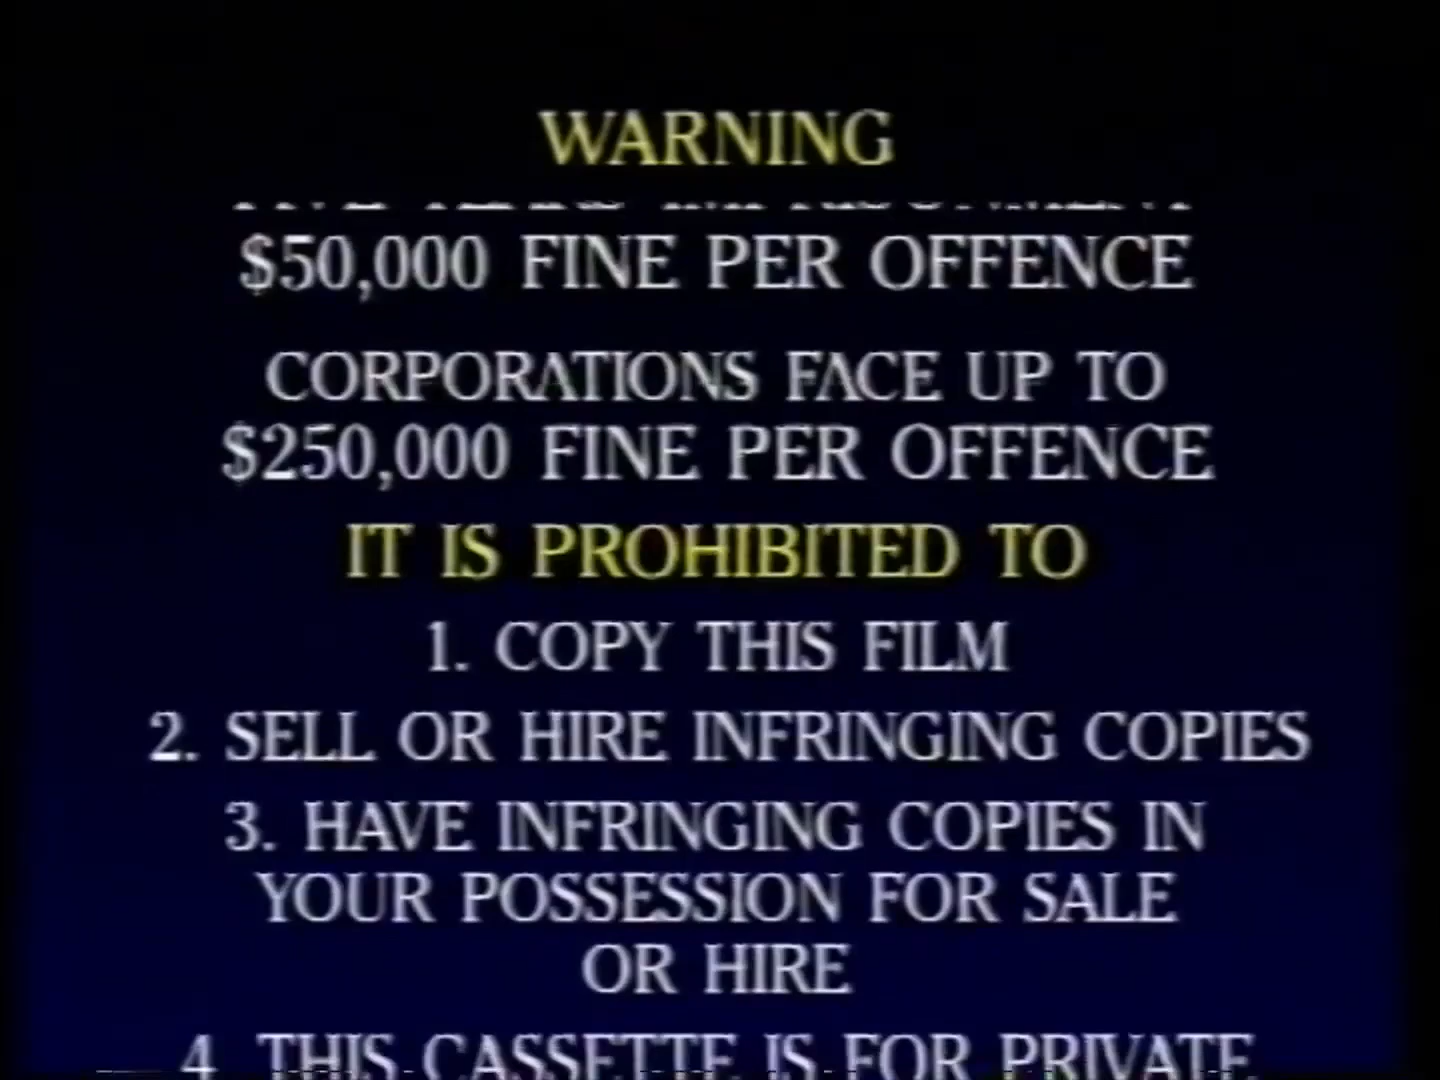 WARNING
$50,000 FINE PER OFFENCE
CORPORATIONS FACE UP TO
$250,000 FINE PER OFFENCE
IT IS PROHIBITED TO
1. COPY THIS FILM
2. SELL OR HIRE INFRINGING COPIES
3. HAVE INFRINGING COPIES IN
YOUR POSSESSION FOR SALE
OR HIRE
4. THIS CASSETTE IS FOR PRIVATE